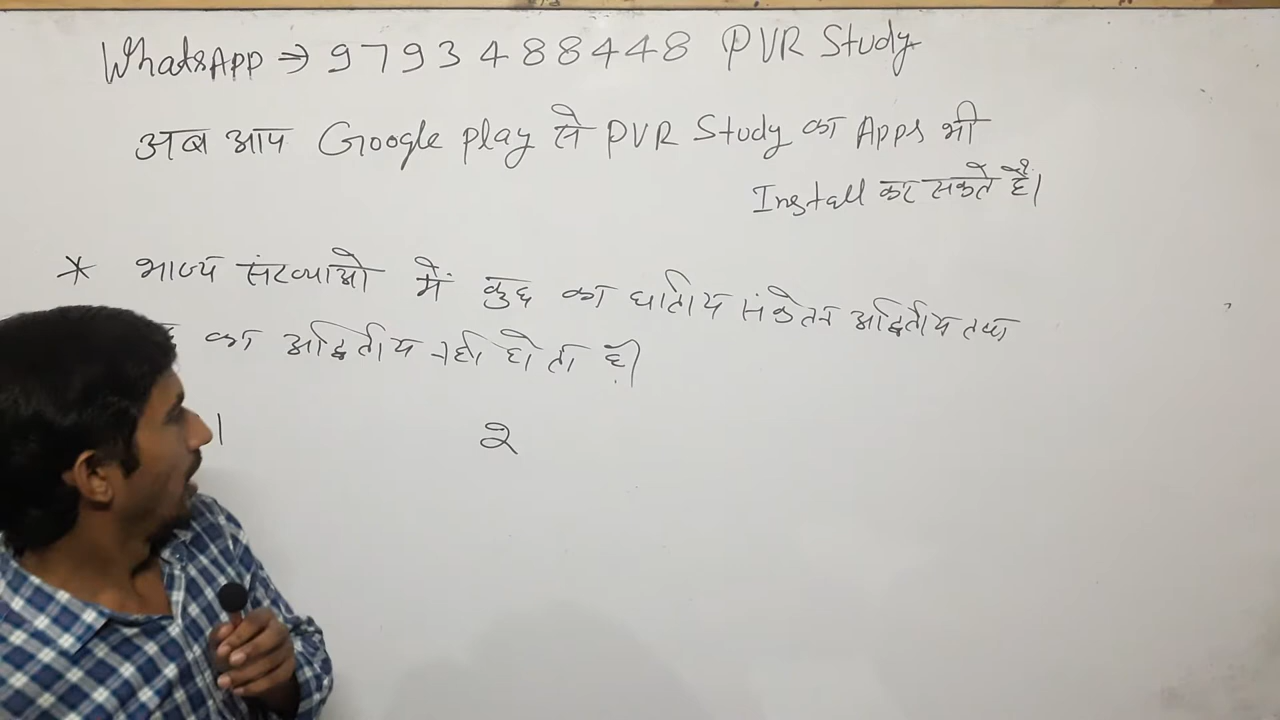 WhatsApp ⇒ 9793488448 PVR Study
अब आप Google play से PVR Study का Apps भी
Install कर सकते है।
* भाज्य संख्याओ में कुछ का घातीय संकेतन अद्वितीय तथा
का अद्वितीय नही होता है।
1 2